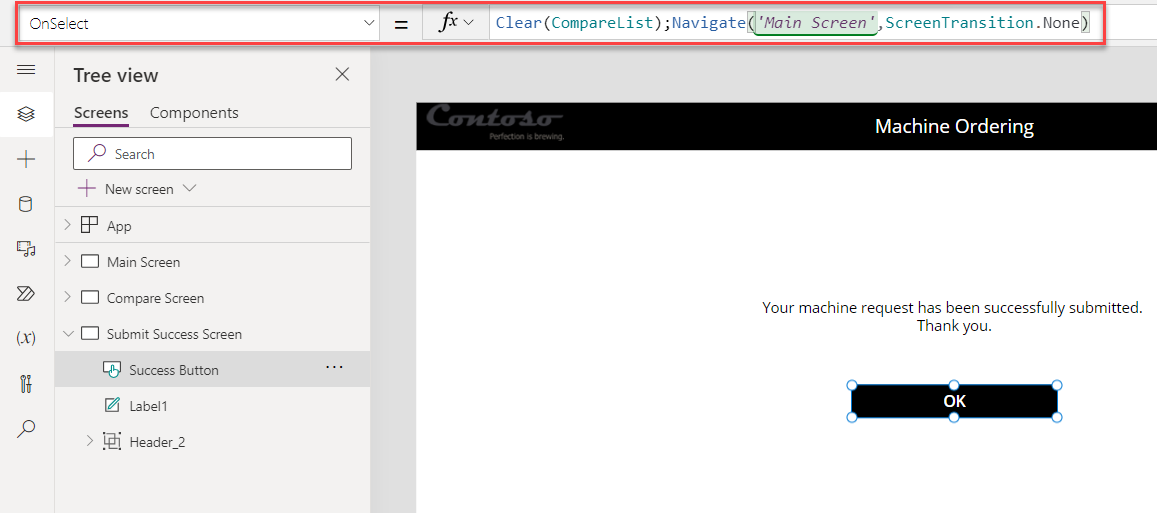 OnSelect = fx Clear(CompareList);Navigate('Main Screen',ScreenTransition.None)
Tree view
Screens Components
Search
New screen
App
Main Screen
Compare Screen
Submit Success Screen
Success Button ...
Label1
Header_2
(x)
Contoso
Perfection is brewing.
Machine Ordering
Your machine request has been successfully submitted.
Thank you.
OK